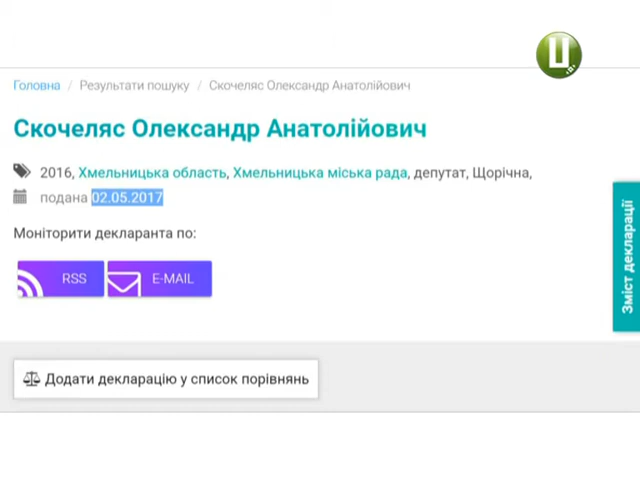 Ц
Головна / Результати пошуку / Скочеляс Олександр Анатолійович
Скочеляс Олександр Анатолійович
2016, Хмельницька область, Хмельницька міська рада, депутат, Щорічна,
подана 02.05.2017
Моніторити декларанта по:
RSS E-MAIL
Зміст декларації
Додати декларацію у список порівнянь